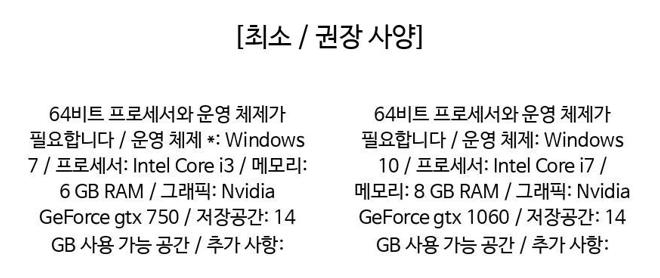 [최소 / 권장 사양]
64비트 프로세서와 운영 체제가
필요합니다 / 운영 체제 *: Windows
7 / 프로세서: Intel Core i3 / 메모리:
6 GB RAM / 그래픽: Nvidia
GeForce gtx 750 / 저장공간: 14
GB 사용 가능 공간 / 추가 사항:
64비트 프로세서와 운영 체제가
필요합니다 / 운영 체제: Windows
10 / 프로세서: Intel Core i7 /
메모리: 8 GB RAM / 그래픽: Nvidia
GeForce gtx 1060 / 저장공간: 14
GB 사용 가능 공간 / 추가 사항: